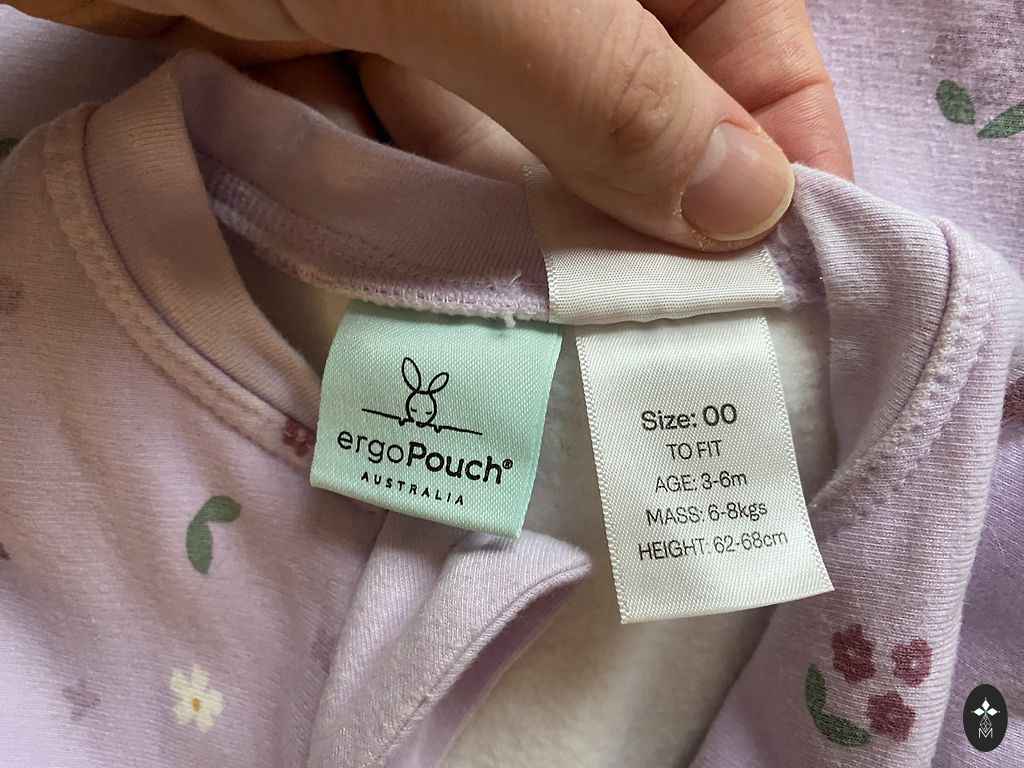 ergoPouch®
AUSTRALIA
Size: 00
TO FIT
AGE: 3-6m
MASS: 6-8kgs
HEIGHT: 62-68cm
M